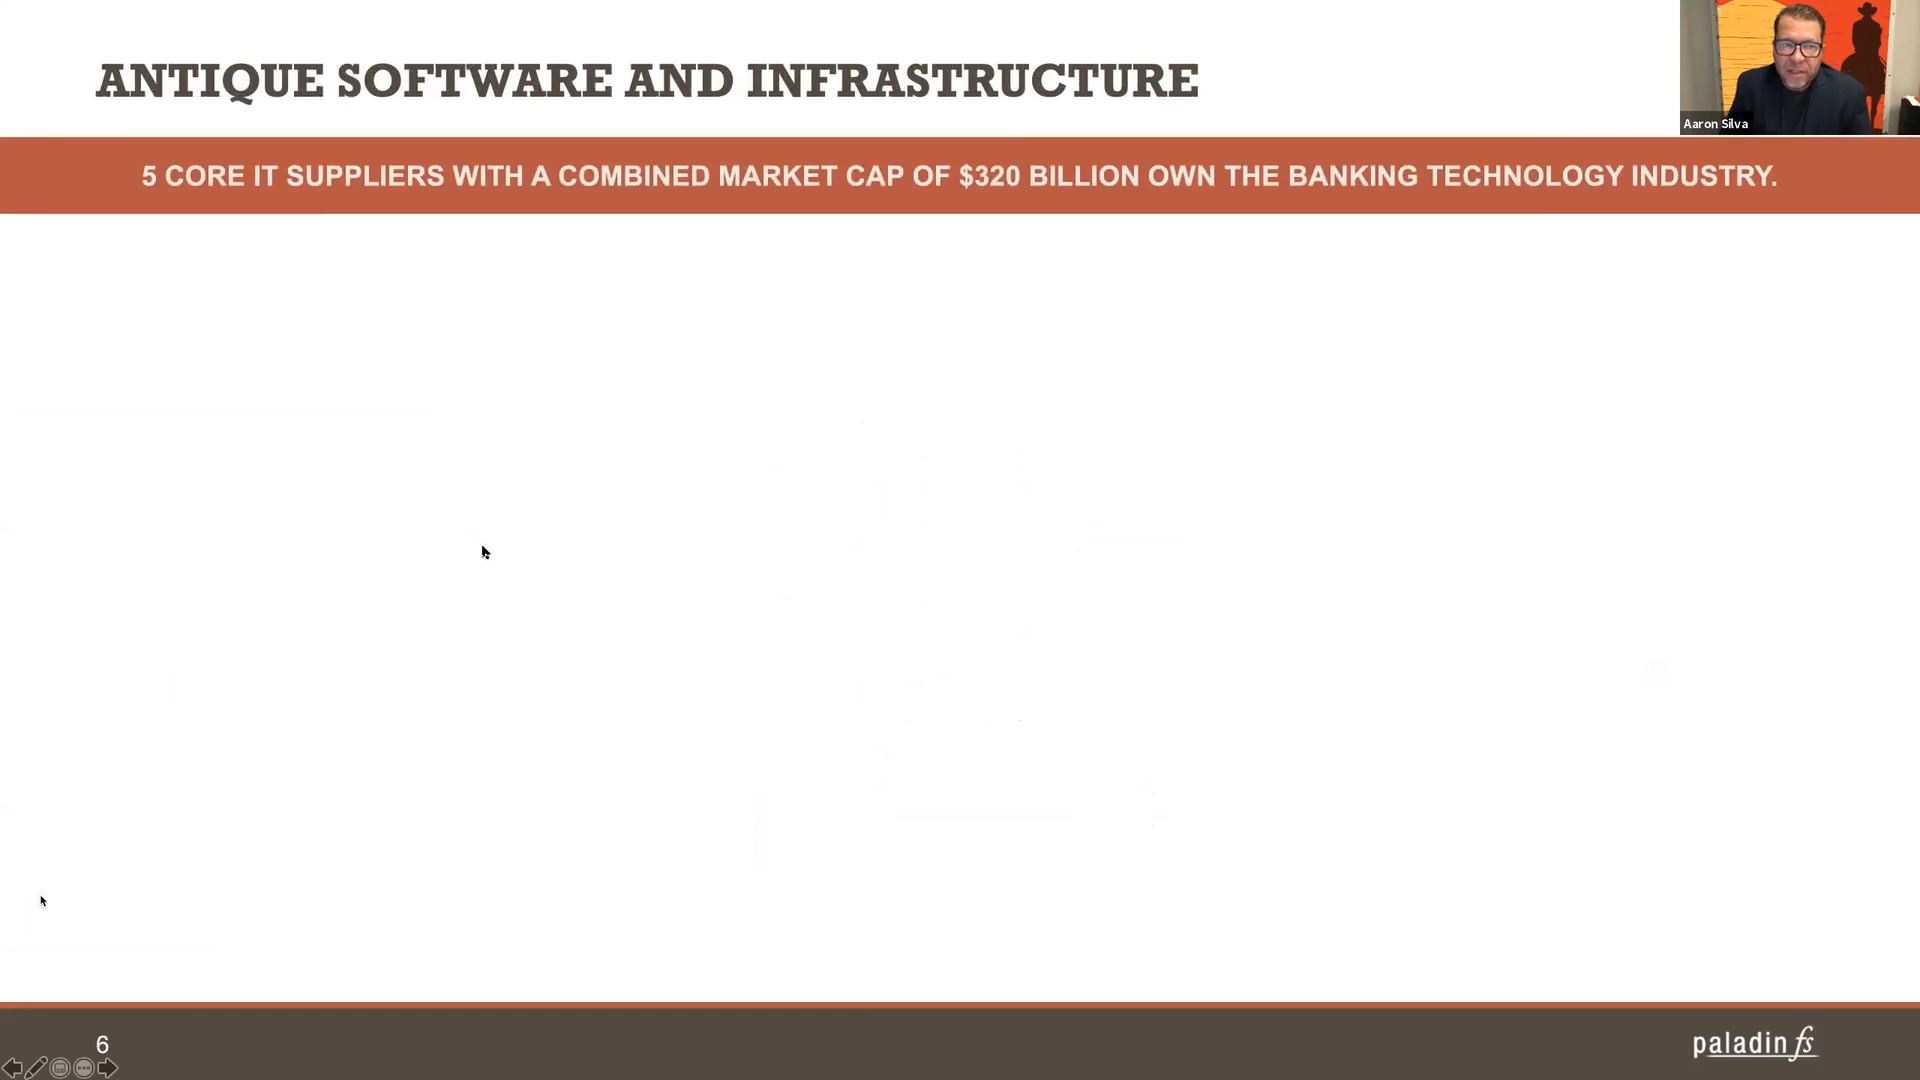 ANTIQUE SOFTWARE AND INFRASTRUCTURE
Aaron Silva
5 CORE IT SUPPLIERS WITH A COMBINED MARKET CAP OF $320 BILLION OWN THE BANKING TECHNOLOGY INDUSTRY.
6
paladin fs